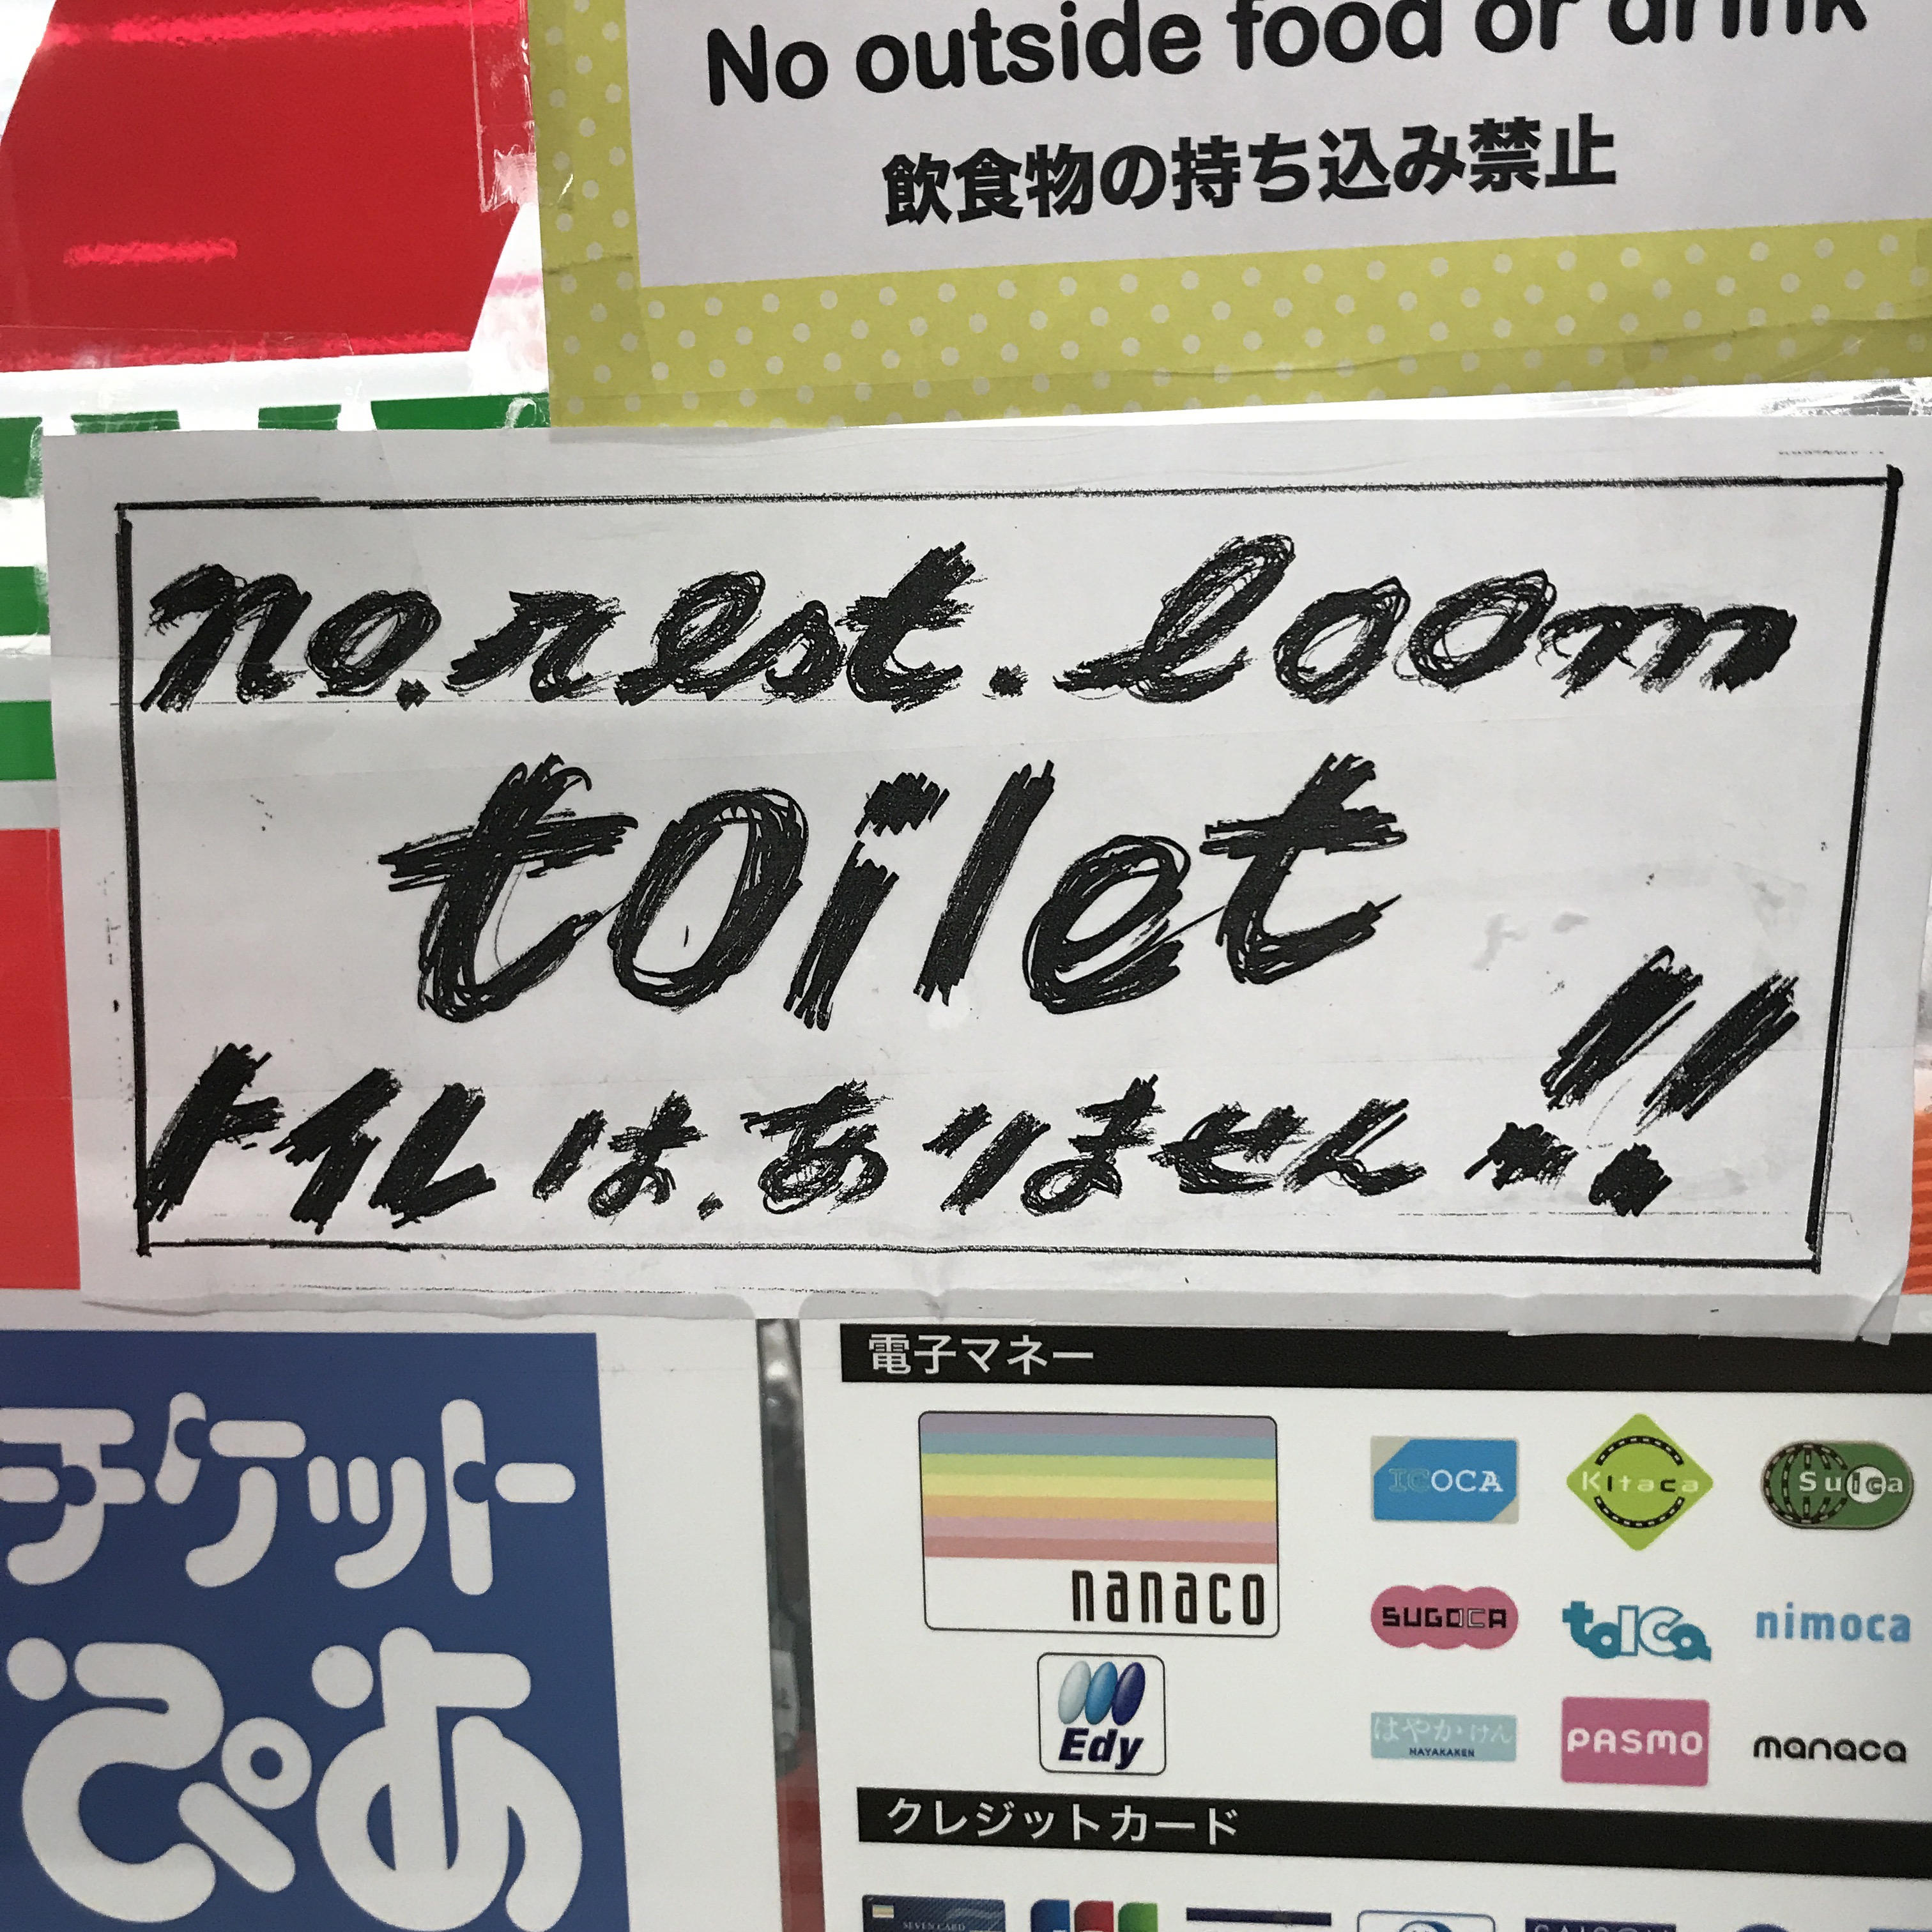 No outside food or drink
飲食物の持ち込み禁止
no.rest.loom
toilet
トイレは.ありません!!
チケット
ぴあ
電子マネー
nanaco
ICOCA
Kitaca
Suica
SUGOCA
toICa
nimoca
Edy
はやかけん
HAYAKAKEN
PASMO
manaca
クレジットカード
SEVEN CARD